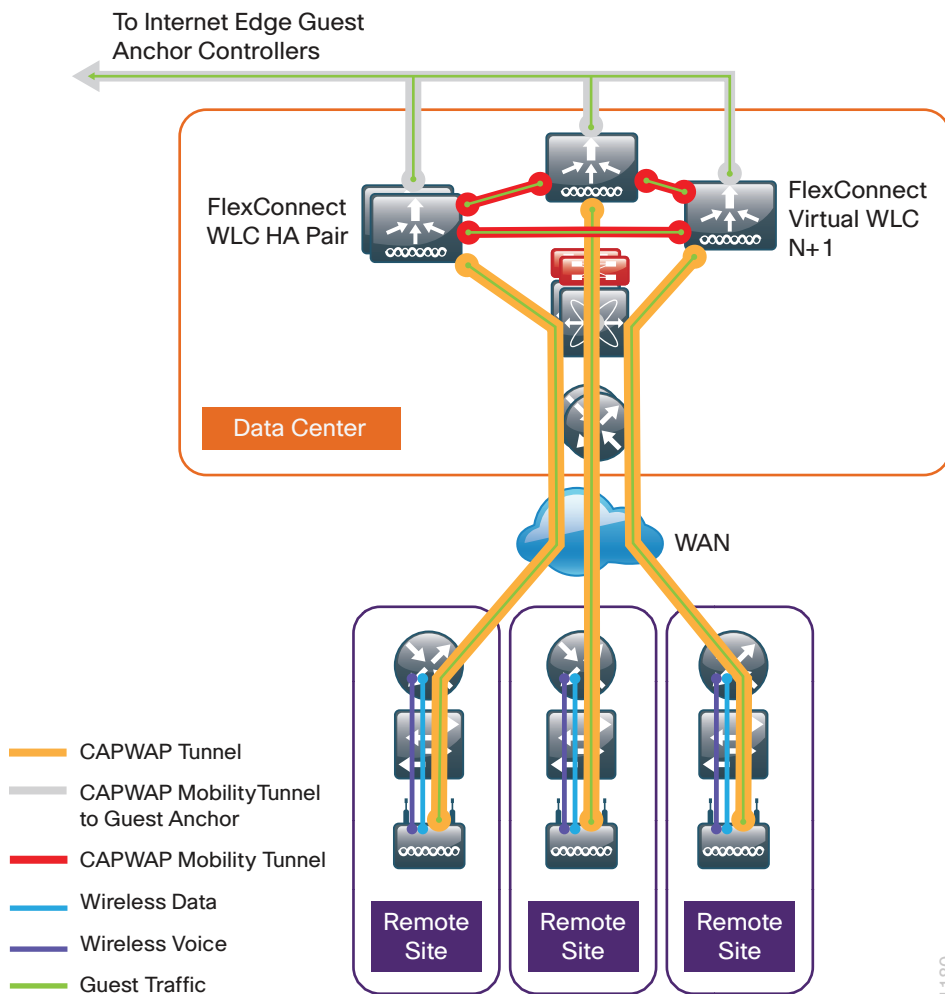 To Internet Edge Guest
Anchor Controllers
FlexConnect
WLC HA Pair
FlexConnect
Virtual WLC
N+1
Data Center
WAN
CAPWAP Tunnel
CAPWAP MobilityTunnel
to Guest Anchor
CAPWAP Mobility Tunnel
Wireless Data
Wireless Voice
Guest Traffic
Remote
Site
Remote
Site
Remote
Site